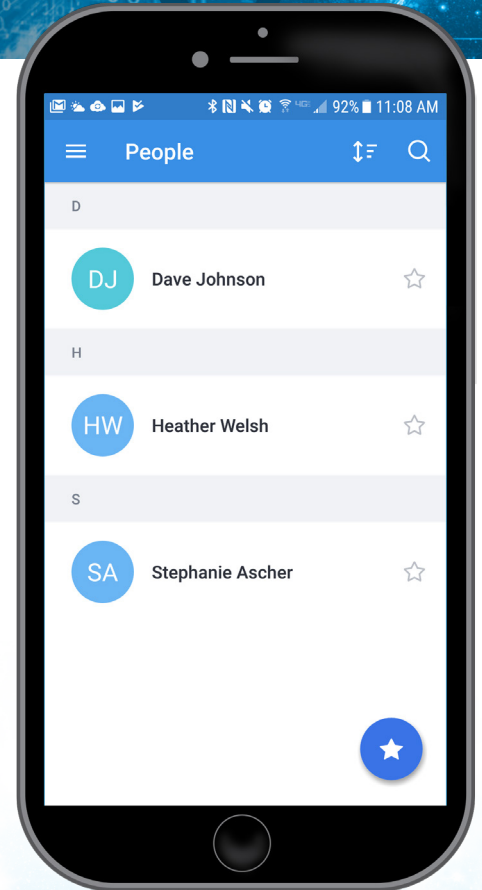 92% 11:08 AM
People
D
DJ Dave Johnson
H
HW Heather Welsh
S
SA Stephanie Ascher